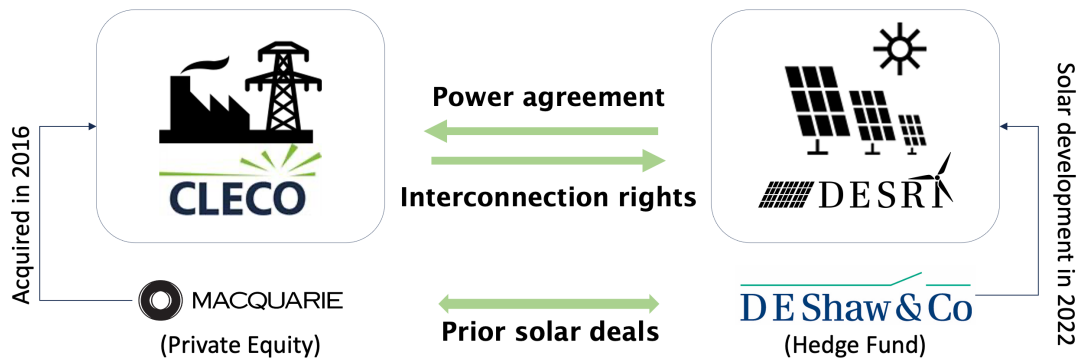 Power agreement
Interconnection rights
CLECO
DESRI
Acquired in 2016
Solar development in 2022
MACQUARIE
(Private Equity)
Prior solar deals
D E Shaw & Co
(Hedge Fund)